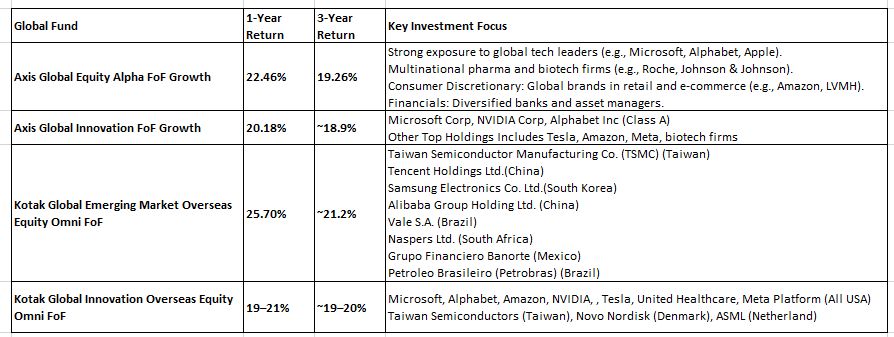 Global Fund
1-Year
Return
3-Year
Return
Key Investment Focus
Axis Global Equity Alpha FoF Growth
22.46%
19.26%
Strong exposure to global tech leaders (e.g., Microsoft, Alphabet, Apple).
Multinational pharma and biotech firms (e.g., Roche, Johnson & Johnson).
Consumer Discretionary: Global brands in retail and e-commerce (e.g., Amazon, LVMH).
Financials: Diversified banks and asset managers.
Axis Global Innovation FoF Growth
20.18%
~18.9%
Microsoft Corp, NVIDIA Corp, Alphabet Inc (Class A)
Other Top Holdings Includes Tesla, Amazon, Meta, biotech firms
Kotak Global Emerging Market Overseas
Equity Omni FoF
25.70%
~21.2%
Taiwan Semiconductor Manufacturing Co. (TSMC) (Taiwan)
Tencent Holdings Ltd.(China)
Samsung Electronics Co. Ltd.(South Korea)
Alibaba Group Holding Ltd. (China)
Vale S.A. (Brazil)
Naspers Ltd. (South Africa)
Grupo Financiero Banorte (Mexico)
Petroleo Brasileiro (Petrobras) (Brazil)
Kotak Global Innovation Overseas Equity
Omni FoF
19–21%
~19–20%
Microsoft, Alphabet, Amazon, NVIDIA, , Tesla, United Healthcare, Meta Platform (All USA)
Taiwan Semiconductors (Taiwan), Novo Nordisk (Denmark), ASML (Netherland)